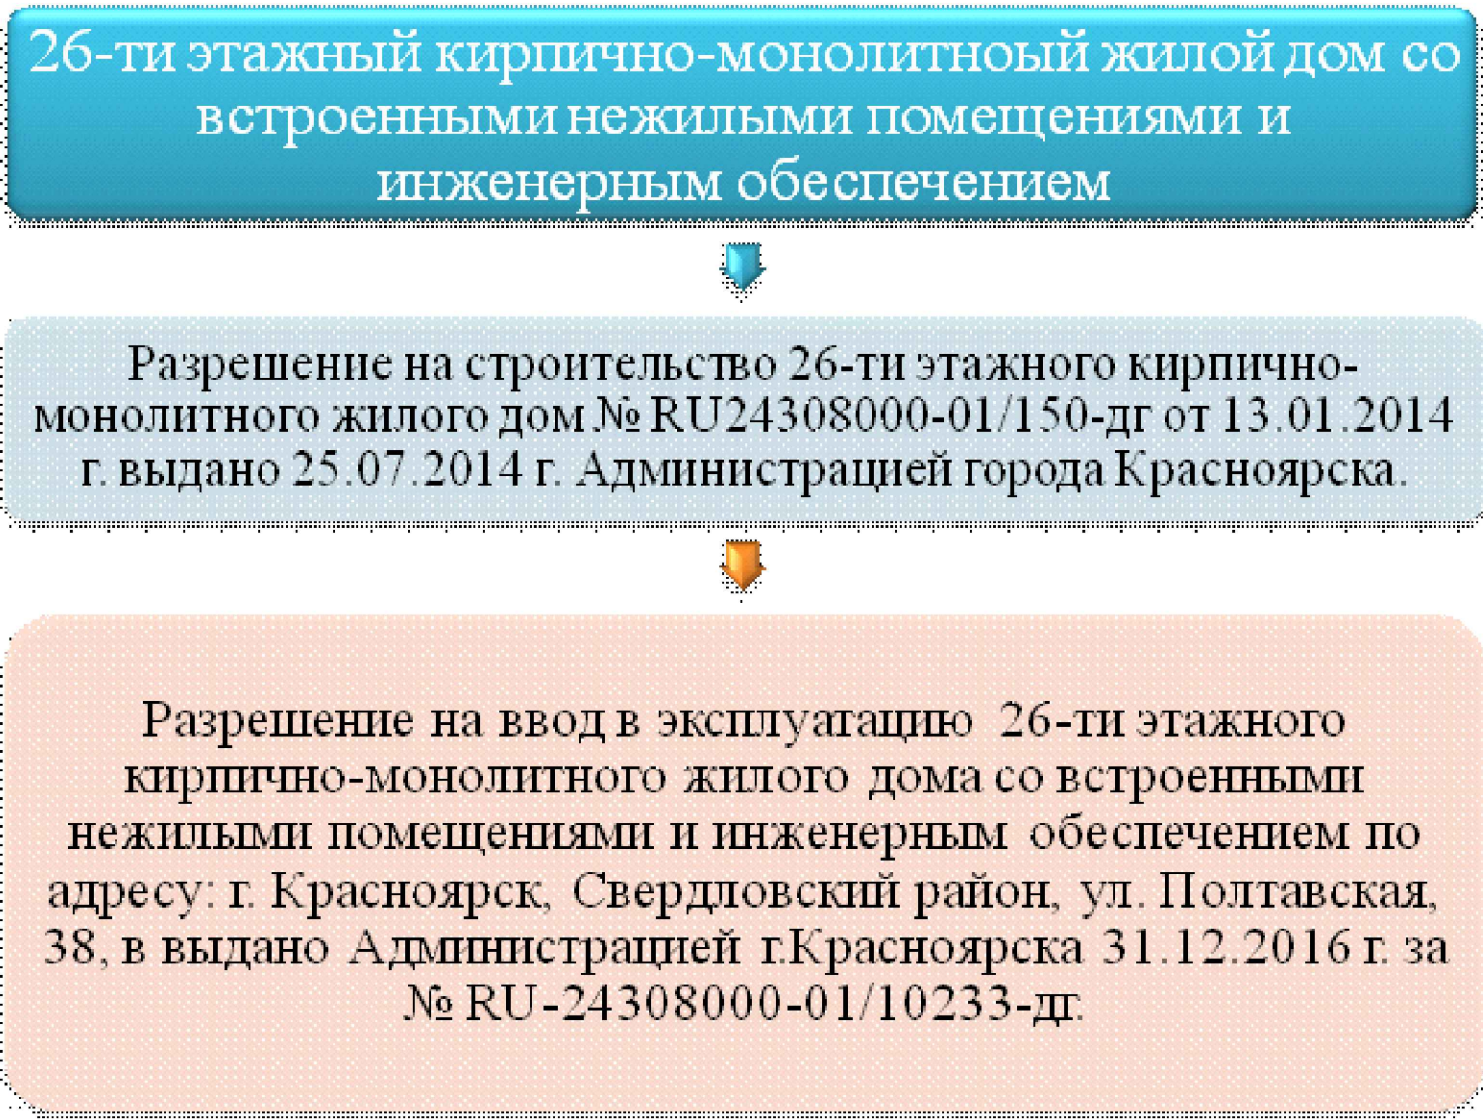 26-ти этажный кирпично-монолитноый жилой дом со
встроенными нежилыми помещениями и
инженерным обеспечением
Разрешение на строительство 26-ти этажного кирпично-
монолитного жилого дом № RU24308000-01/150-дг от 13.01.2014
г. выдано 25.07.2014 г. Администрацией города Красноярска.
Разрешение на ввод в эксплуатацию 26-ти этажного
кирпично-монолитного жилого дома со встроенными
нежилыми помещениями и инженерным обеспечением по
адресу: г. Красноярск, Свердловский район, ул. Полтавская,
38, в выдано Администрацией г.Красноярска 31.12.2016 г. за
№ RU-24308000-01/10233-дг.